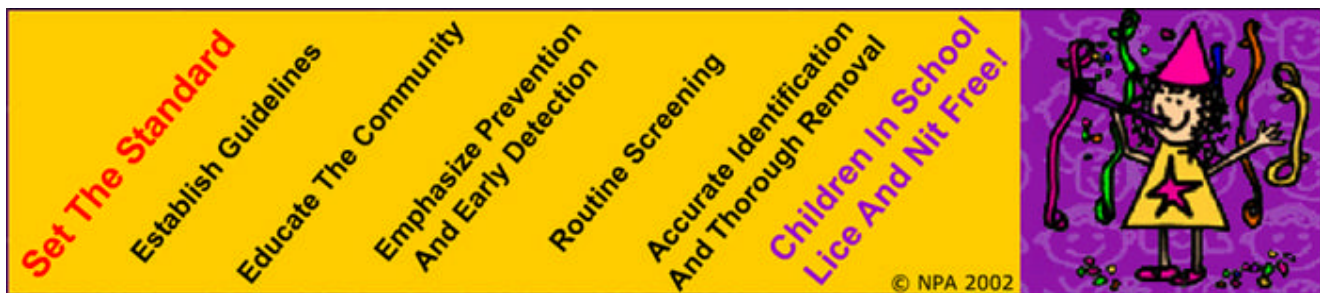 Set The Standard
Establish Guidelines
Educate The Community
Emphasize Prevention
And Early Detection
Routine Screening
Accurate Identification
And Thorough Removal
Children In School
Lice And Nit Free!
© NPA 2002